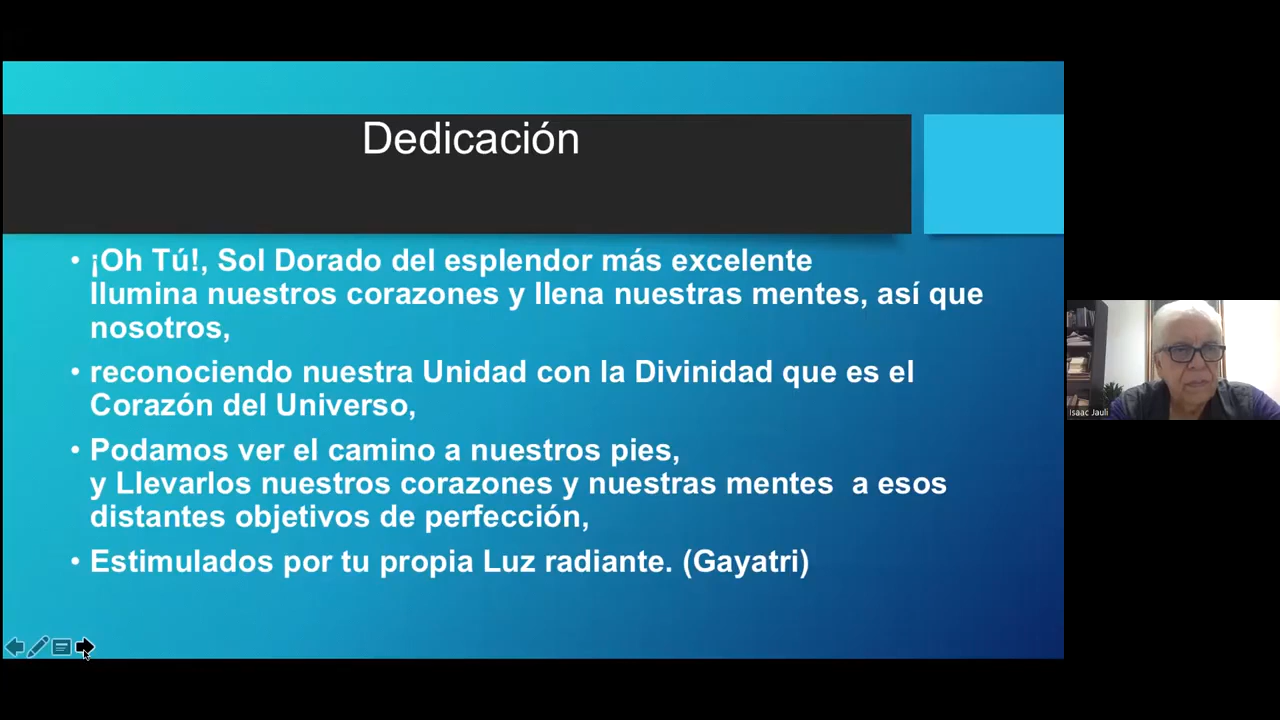 Dedicación
• ¡Oh Tú!, Sol Dorado del esplendor más excelente
Ilumina nuestros corazones y llena nuestras mentes, así que
nosotros,
• reconociendo nuestra Unidad con la Divinidad que es el
Corazón del Universo,
• Podamos ver el camino a nuestros pies,
y Llevarlos nuestros corazones y nuestras mentes  a esos
distantes objetivos de perfección,
• Estimulados por tu propia Luz radiante. (Gayatri)
Isaac Jauli